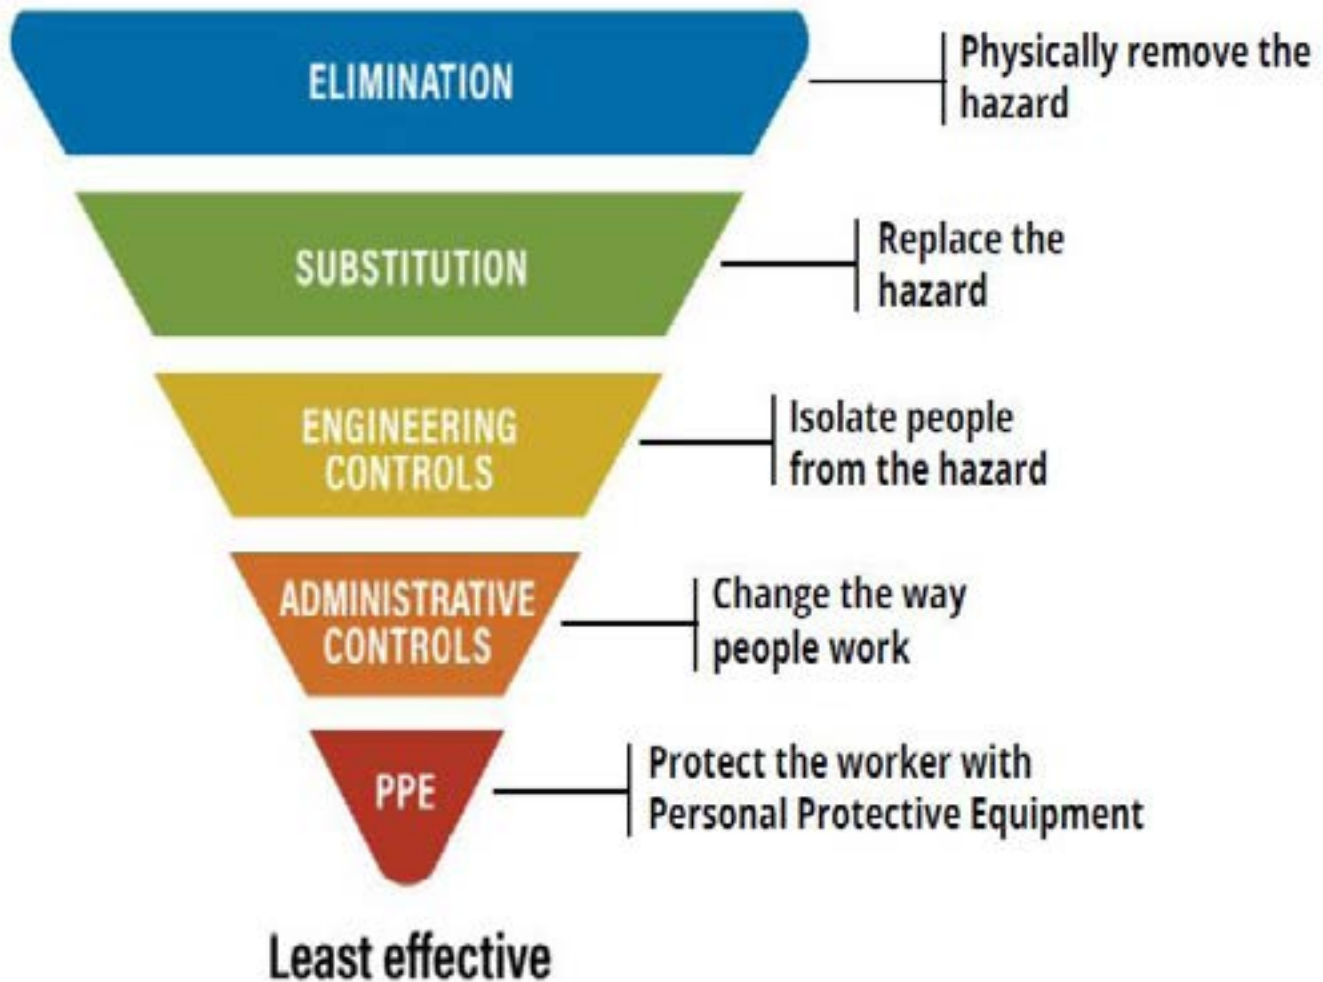 ELIMINATION
Physically remove the
hazard
SUBSTITUTION
Replace the
hazard
ENGINEERING
CONTROLS
Isolate people
from the hazard
ADMINISTRATIVE
CONTROLS
Change the way
people work
PPE
Protect the worker with
Personal Protective Equipment
Least effective